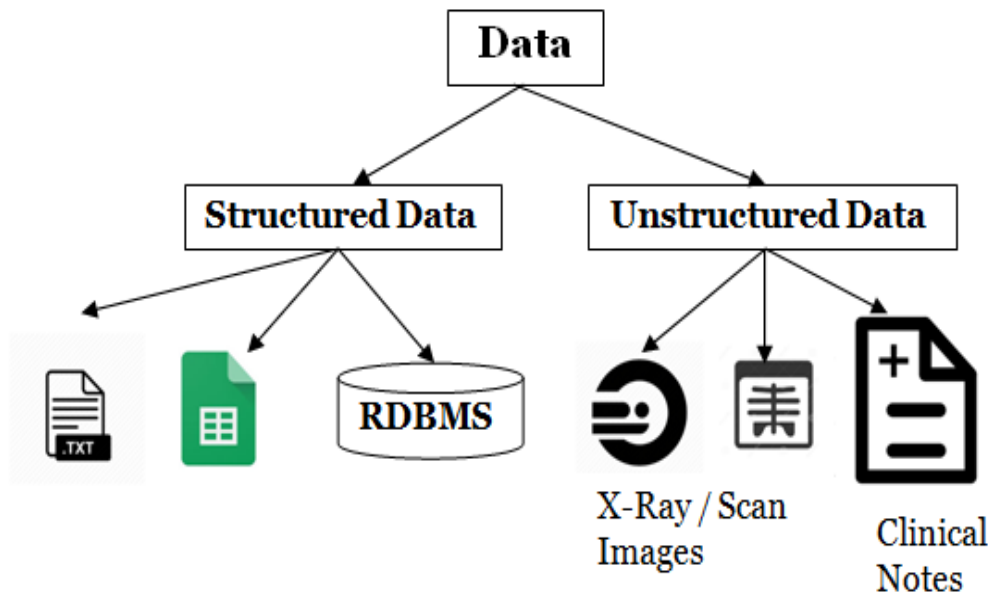 Data
Structured Data
Unstructured Data
.TXT
RDBMS
X-Ray / Scan
Images
Clinical
Notes